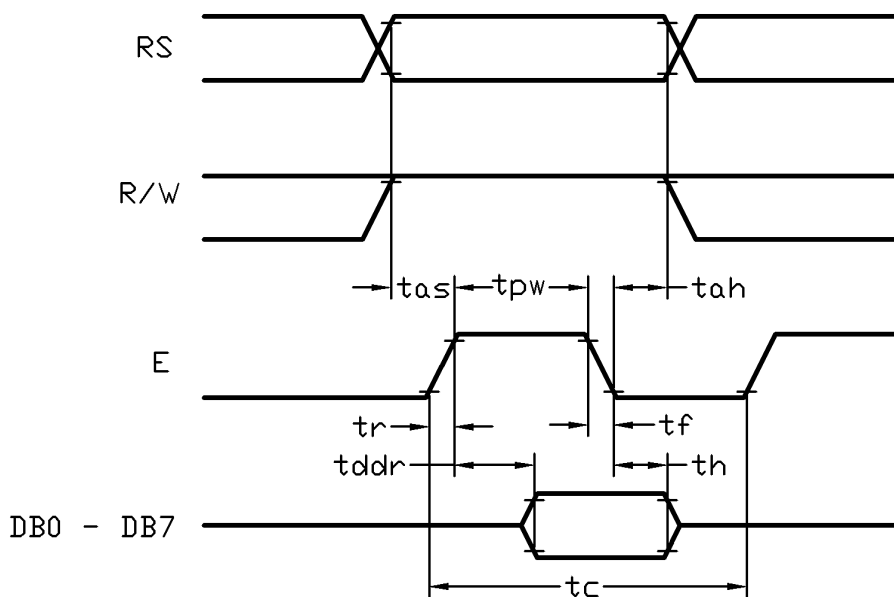 RS
R/W
tas tpw tah
E
tr tf
tddr th
DB0 - DB7
tc